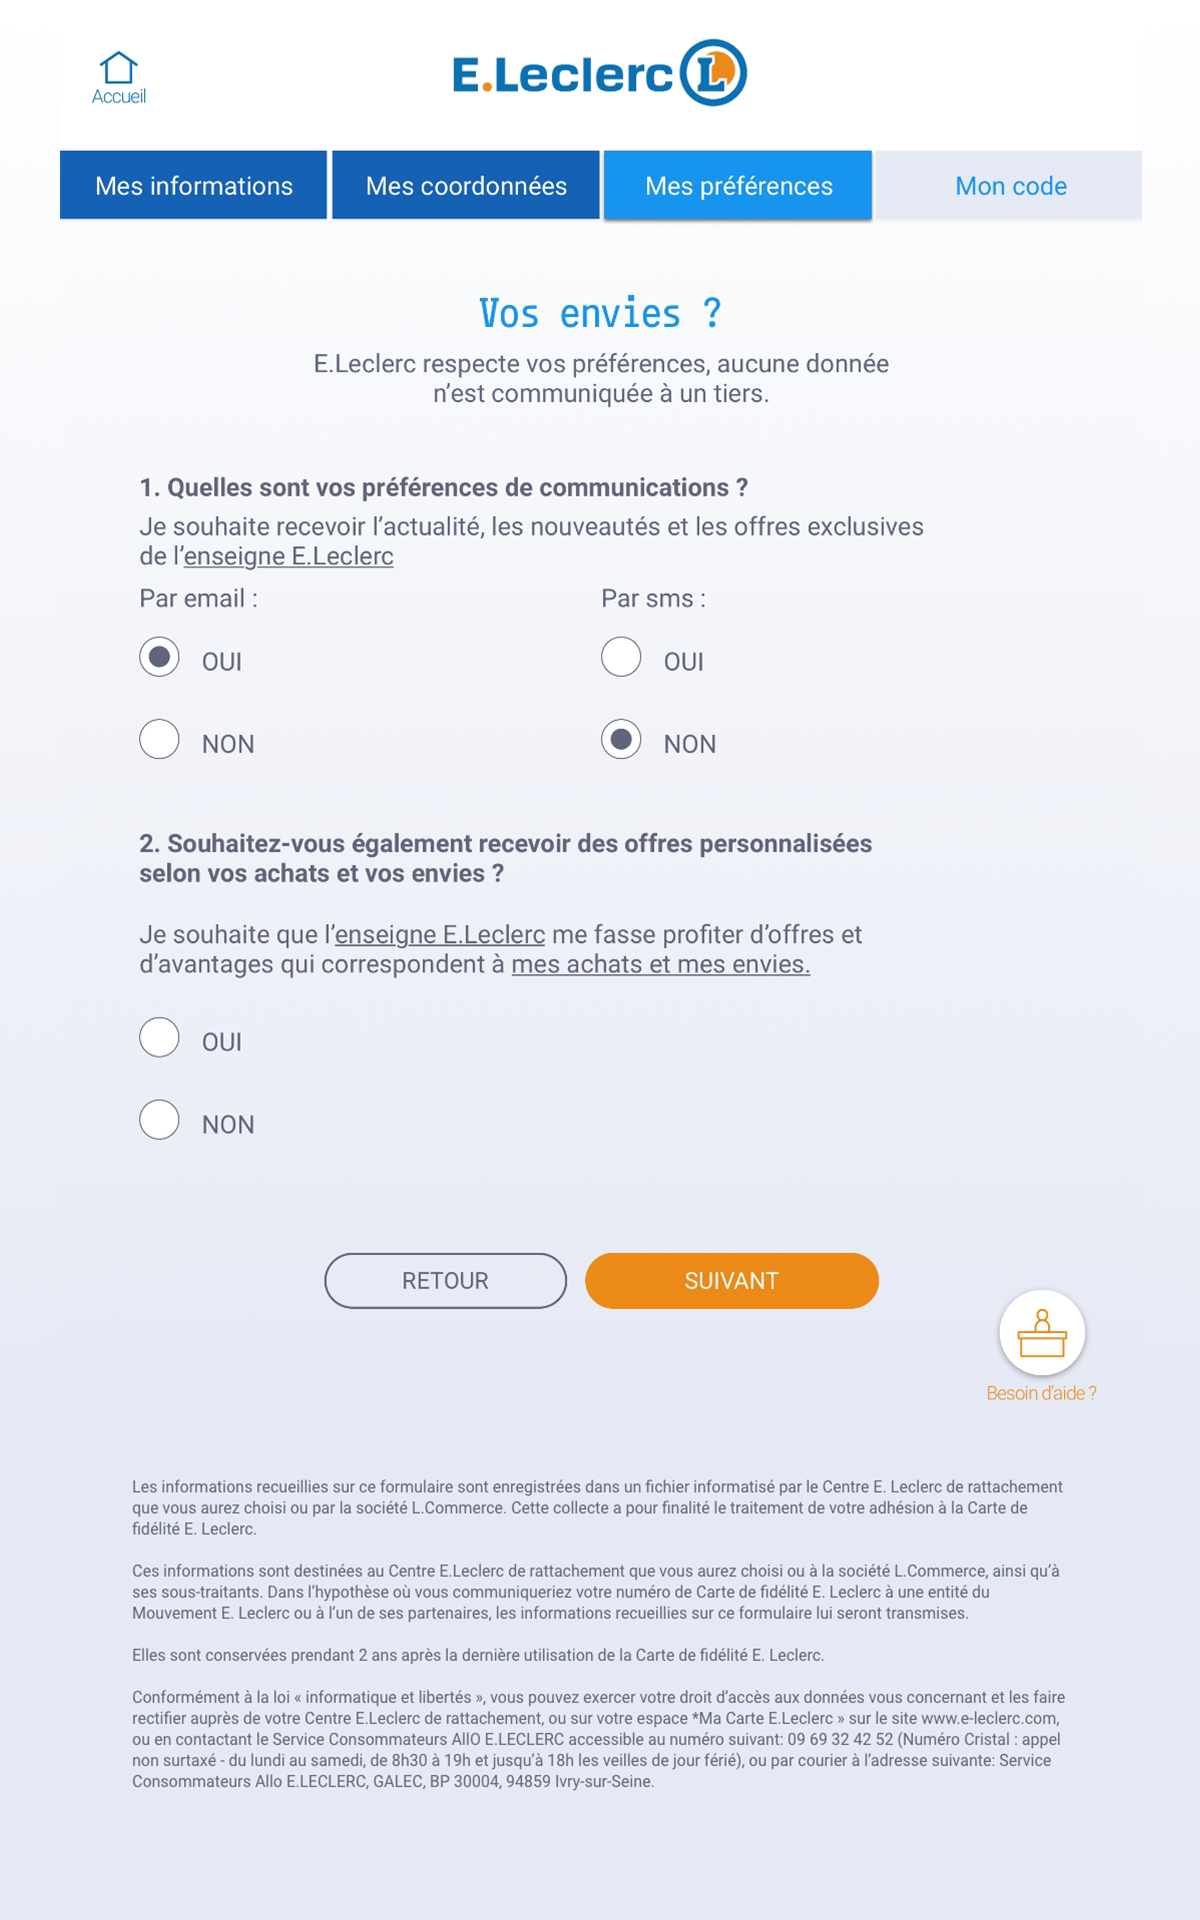 Accueil
E.Leclerc L
Mes informations
Mes coordonnées
Mes préférences
Mon code
Vos envies ?
E.Leclerc respecte vos préférences, aucune donnée
n’est communiquée à un tiers.
1. Quelles sont vos préférences de communications ?
Je souhaite recevoir l’actualité, les nouveautés et les offres exclusives
de l’enseigne E.Leclerc
Par email :
Par sms :
OUI
OUI
NON
NON
2. Souhaitez-vous également recevoir des offres personnalisées
selon vos achats et vos envies ?
Je souhaite que l’enseigne E.Leclerc me fasse profiter d’offres et
d’avantages qui correspondent à mes achats et mes envies.
OUI
NON
RETOUR
SUIVANT
Besoin d’aide ?
Les informations recueillies sur ce formulaire sont enregistrées dans un fichier informatisé par le Centre E. Leclerc de rattachement
que vous aurez choisi ou par la société L.Commerce. Cette collecte a pour finalité le traitement de votre adhésion à la Carte de
fidélité E. Leclerc.
Ces informations sont destinées au Centre E.Leclerc de rattachement que vous aurez choisi ou à la société L.Commerce, ainsi qu’à
ses sous-traitants. Dans l’hypothèse où vous communiqueriez votre numéro de Carte de fidélité E. Leclerc à une entité du
Mouvement E. Leclerc ou à l’un de ses partenaires, les informations recueillies sur ce formulaire lui seront transmises.
Elles sont conservées prendant 2 ans après la dernière utilisation de la Carte de fidélité E. Leclerc.
Conformément à la loi « informatique et libertés », vous pouvez exercer votre droit d’accès aux données vous concernant et les faire
rectifier auprès de votre Centre E.Leclerc de rattachement, ou sur votre espace *Ma Carte E.Leclerc » sur le site www.e-leclerc.com,
ou en contactant le Service Consommateurs AllO E.LECLERC accessible au numéro suivant: 09 69 32 42 52 (Numéro Cristal : appel
non surtaxé - du lundi au samedi, de 8h30 à 19h et jusqu’à 18h les veilles de jour férié), ou par courier à l’adresse suivante: Service
Consommateurs Allo E.LECLERC, GALEC, BP 30004, 94859 Ivry-sur-Seine.